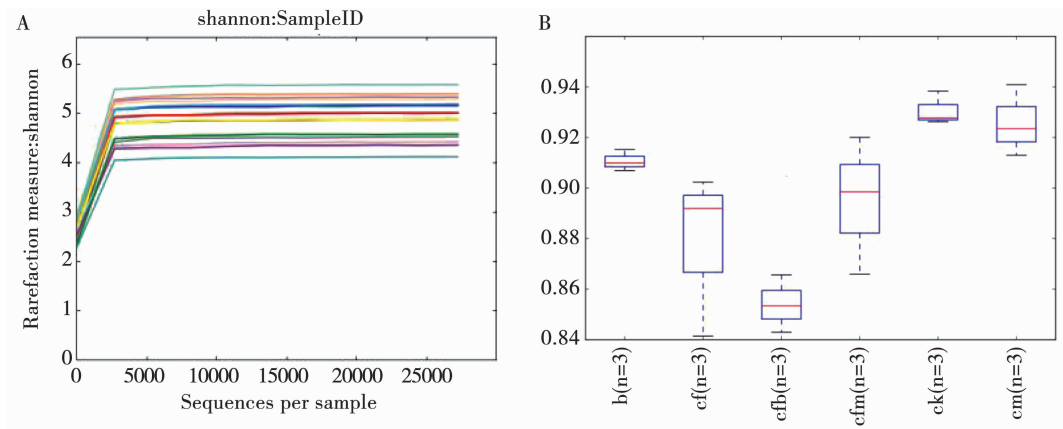 A
shannon:SampleID
Rarefaction measure:shannon
6
5
4
3
2
1
0
0 5000 10000 15000 20000 25000
Sequences per sample
B
0.94
0.92
0.90
0.88
0.86
0.84
b(n=3)
cf(n=3)
cfb(n=3)
cfm(n=3)
ck(n=3)
cm(n=3)